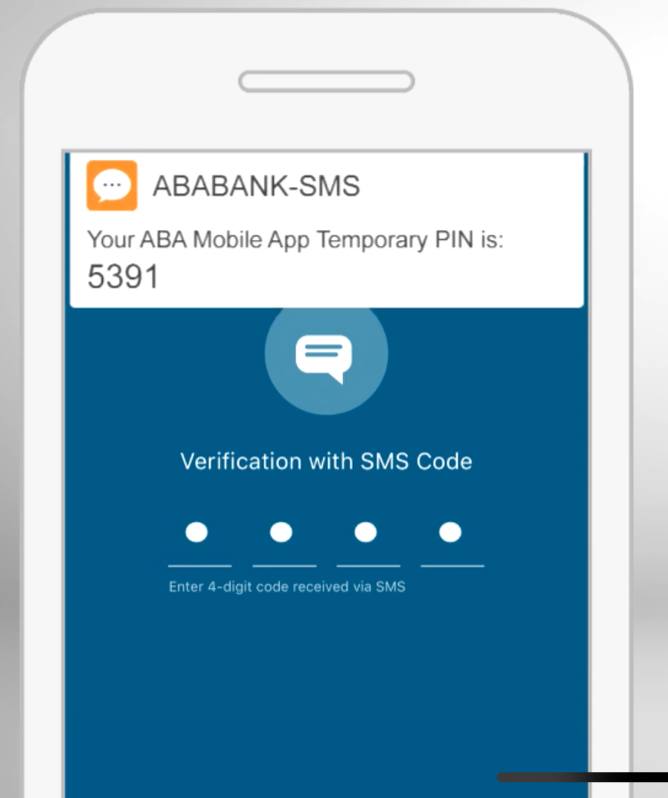 ABABANK-SMS
Your ABA Mobile App Temporary PIN is:
5391
Verification with SMS Code
Enter 4-digit code received via SMS